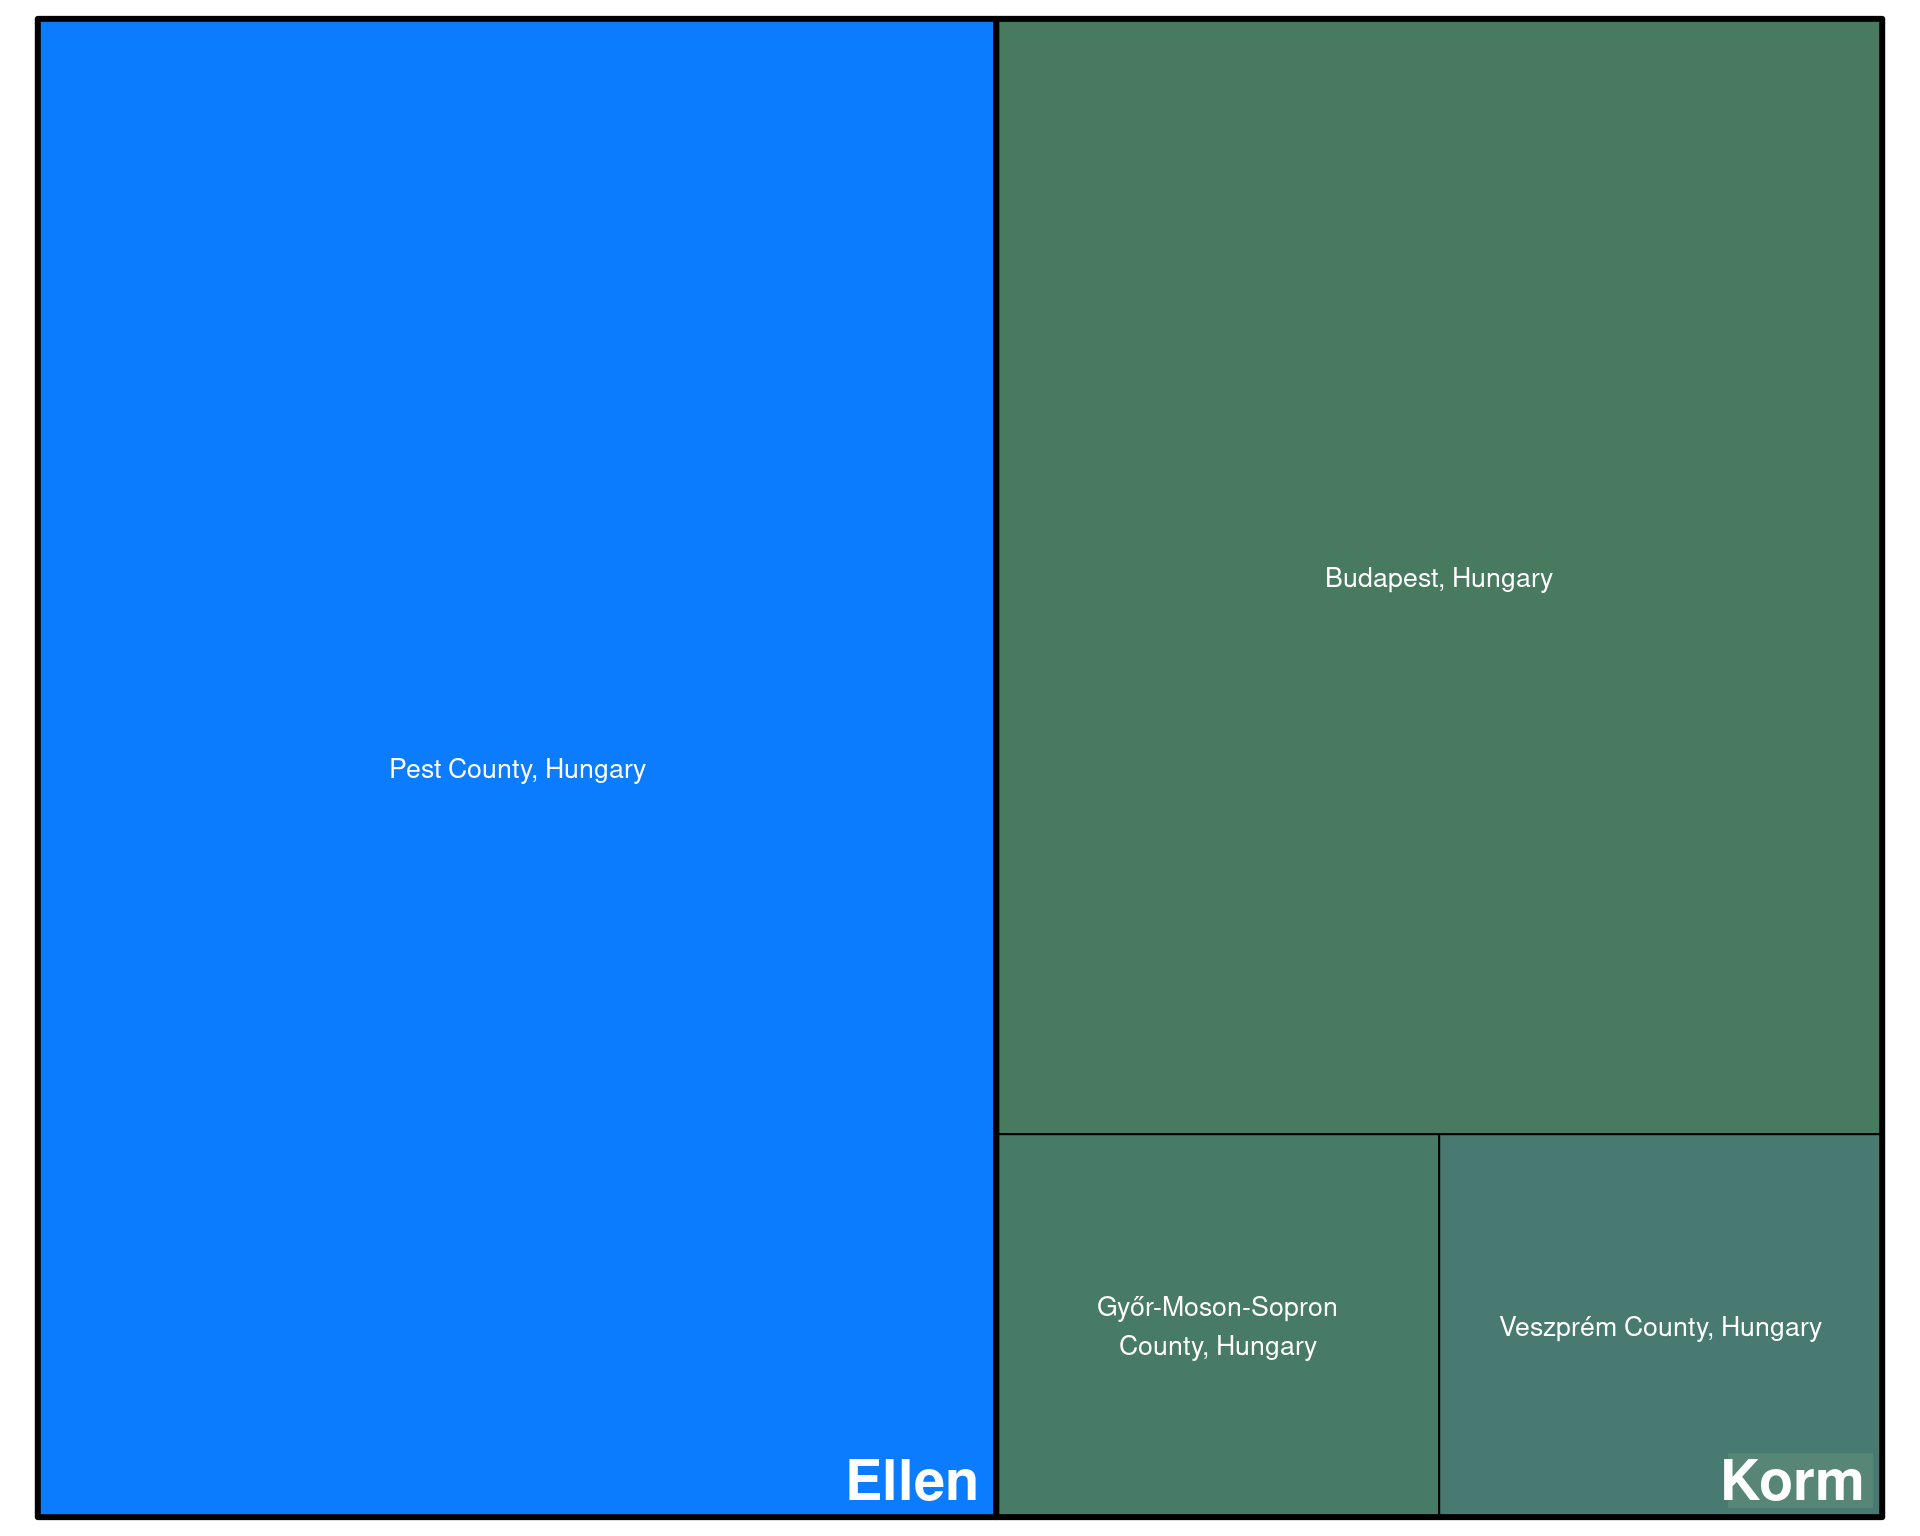 Budapest, Hungary
Pest County, Hungary
Győr-Moson-Sopron
County, Hungary
Veszprém County, Hungary
Ellen
Korm